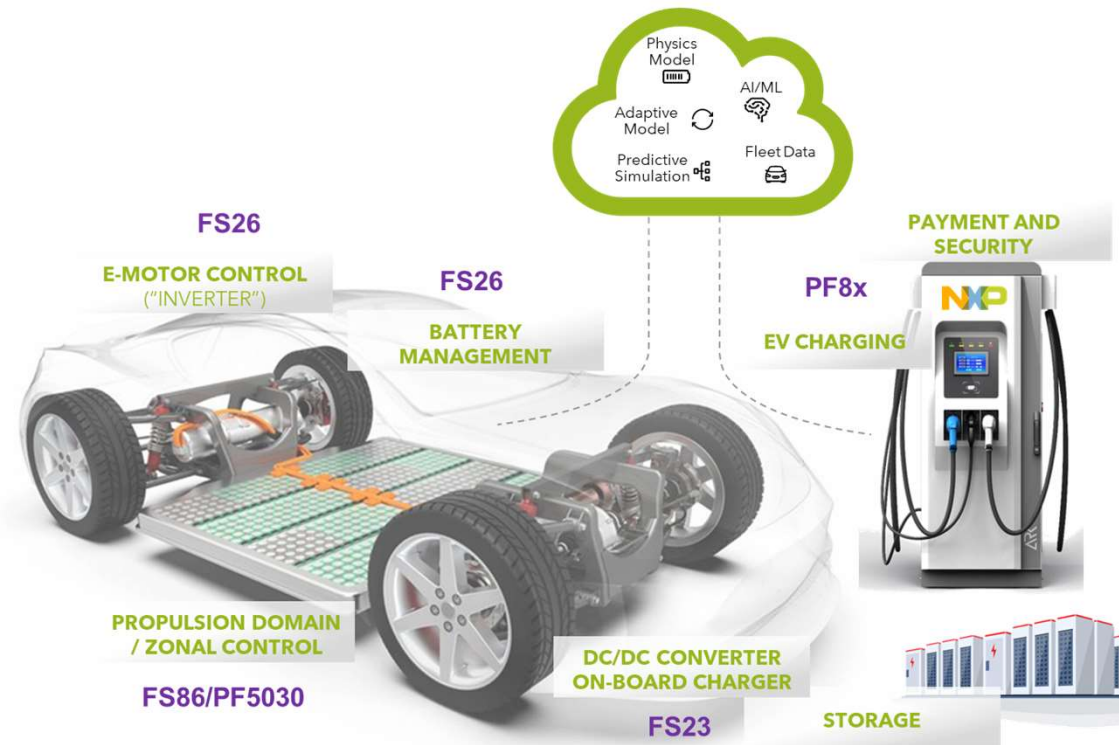 Physics
Model
AI/ML
Adaptive
Model
Predictive
Simulation
Fleet Data
FS26
E-MOTOR CONTROL
("INVERTER")
FS26
BATTERY
MANAGEMENT
PAYMENT AND
SECURITY
PF8x
NXP
EV CHARGING
PROPULSION DOMAIN
/ ZONAL CONTROL
FS86/PF5030
DC/DC CONVERTER
ON-BOARD CHARGER
FS23
STORAGE